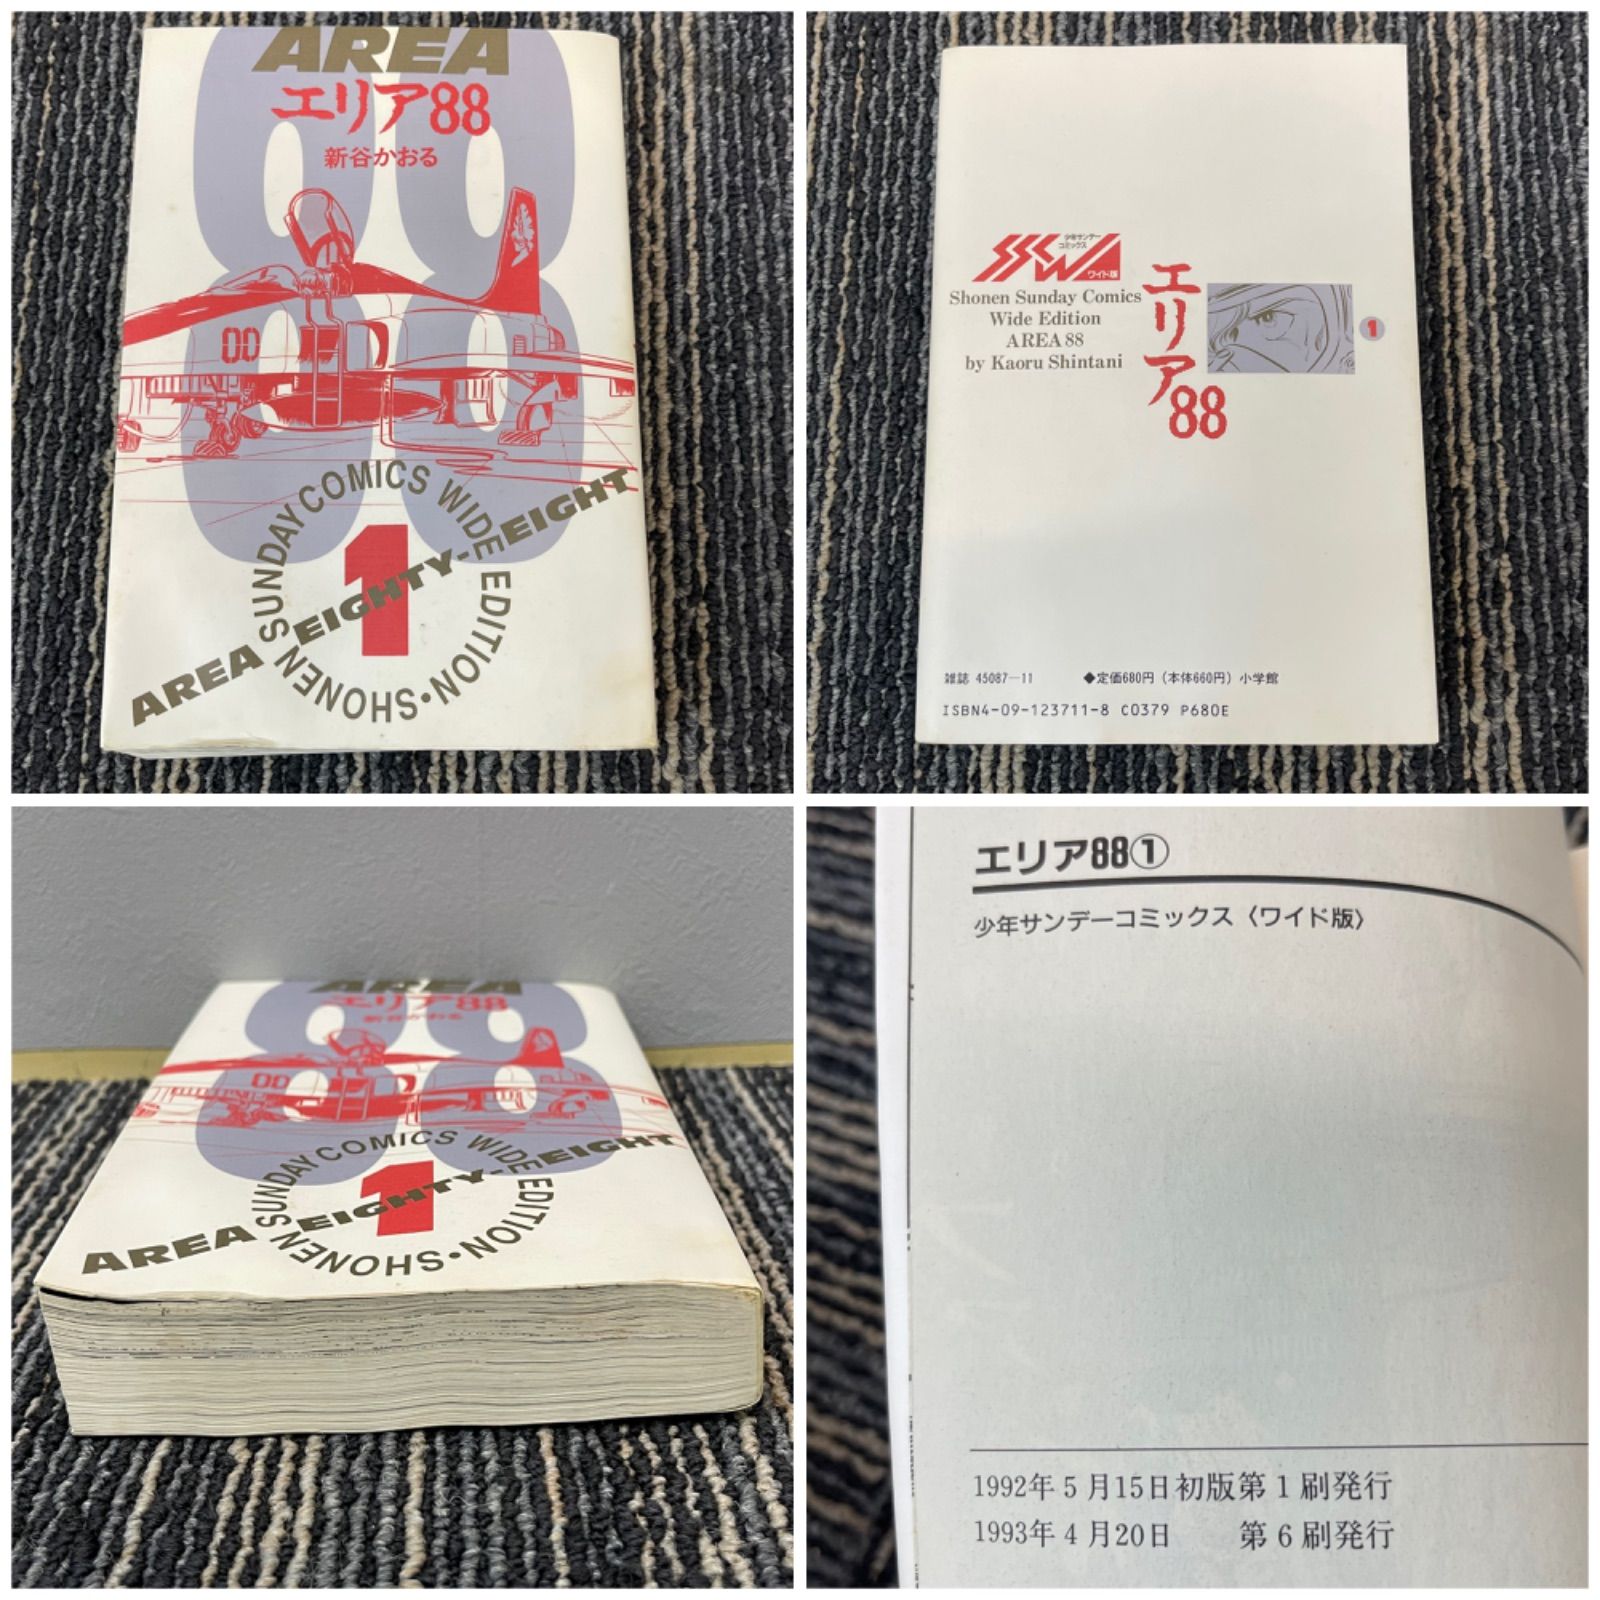 AREA
エリア88
新谷かおる
00
SHONEN SUNDAY COMICS WIDE EDITION・
1
AREA EIGHTY-EIGHT
SSW
少年サンデー
コミックス
ワイド版
Shonen Sunday Comics
Wide Edition
AREA 88
by Kaoru Shintani
エリア88
1
雑誌 45087-11 ◆定価680円(本体660円)小学館
ISBN4-09-123711-8 C0379 P680E
AREA
エリア88
新谷かおる
00
SHONEN SUNDAY COMICS WIDE EDITION・
1
AREA EIGHTY-EIGHT
エリア88①
少年サンデーコミックス〈ワイド版〉
1992年5月15日初版第1刷発行
1993年4月20日 第6刷発行